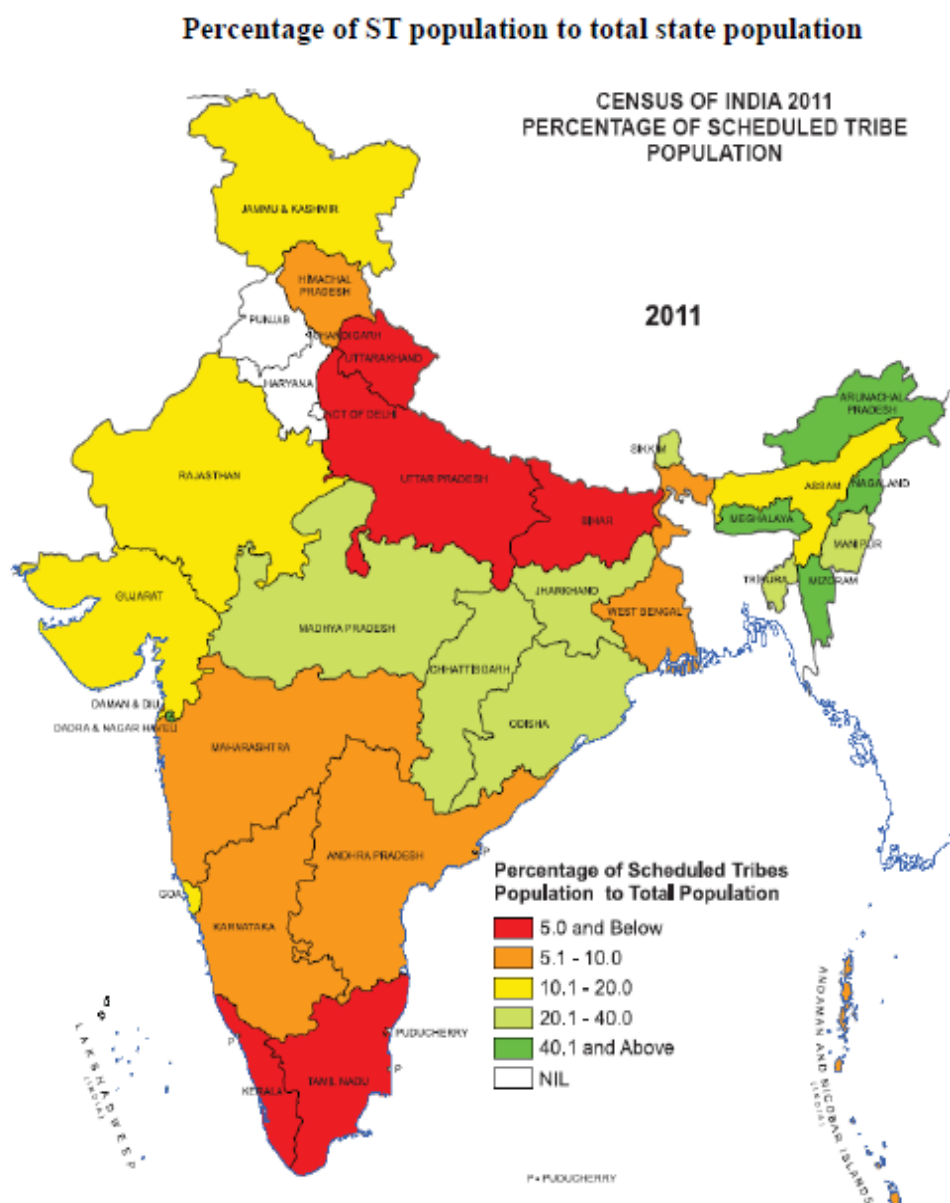 Percentage of ST population to total state population
CENSUS OF INDIA 2011
PERCENTAGE OF SCHEDULED TRIBE
POPULATION
2011
JAMMU & KASHMIR
HIMACHAL
PRADESH
PUNJAB
CHANDIGARH
UTTARAKHAND
HARYANA
NCT OF DELHI
ARUNACHAL
PRADESH
SIKKIM
RAJASTHAN
UTTAR PRADESH
ASSAM
NAGALAND
BIHAR
MEGHALAYA
MANIPUR
TRIPURA
MIZORAM
GUJARAT
JHARKHAND
WEST BENGAL
MADHYA PRADESH
CHHATTISGARH
DAMAN & DIU
DADRA & NAGAR HAVELI
ODISHA
MAHARASHTRA
ANDHRA PRADESH
P
GOA
KARNATAKA
Percentage of Scheduled Tribes
Population to Total Population
5.0 and Below
5.1 - 10.0
10.1 - 20.0
20.1 - 40.0
40.1 and Above
NIL
PUDUCHERRY
P
P
KERALA
TAMIL NADU
LAKSHADWEEP
(INDIA)
ANDAMAN AND NICOBAR ISLANDS
(INDIA)
P - PUDUCHERRY